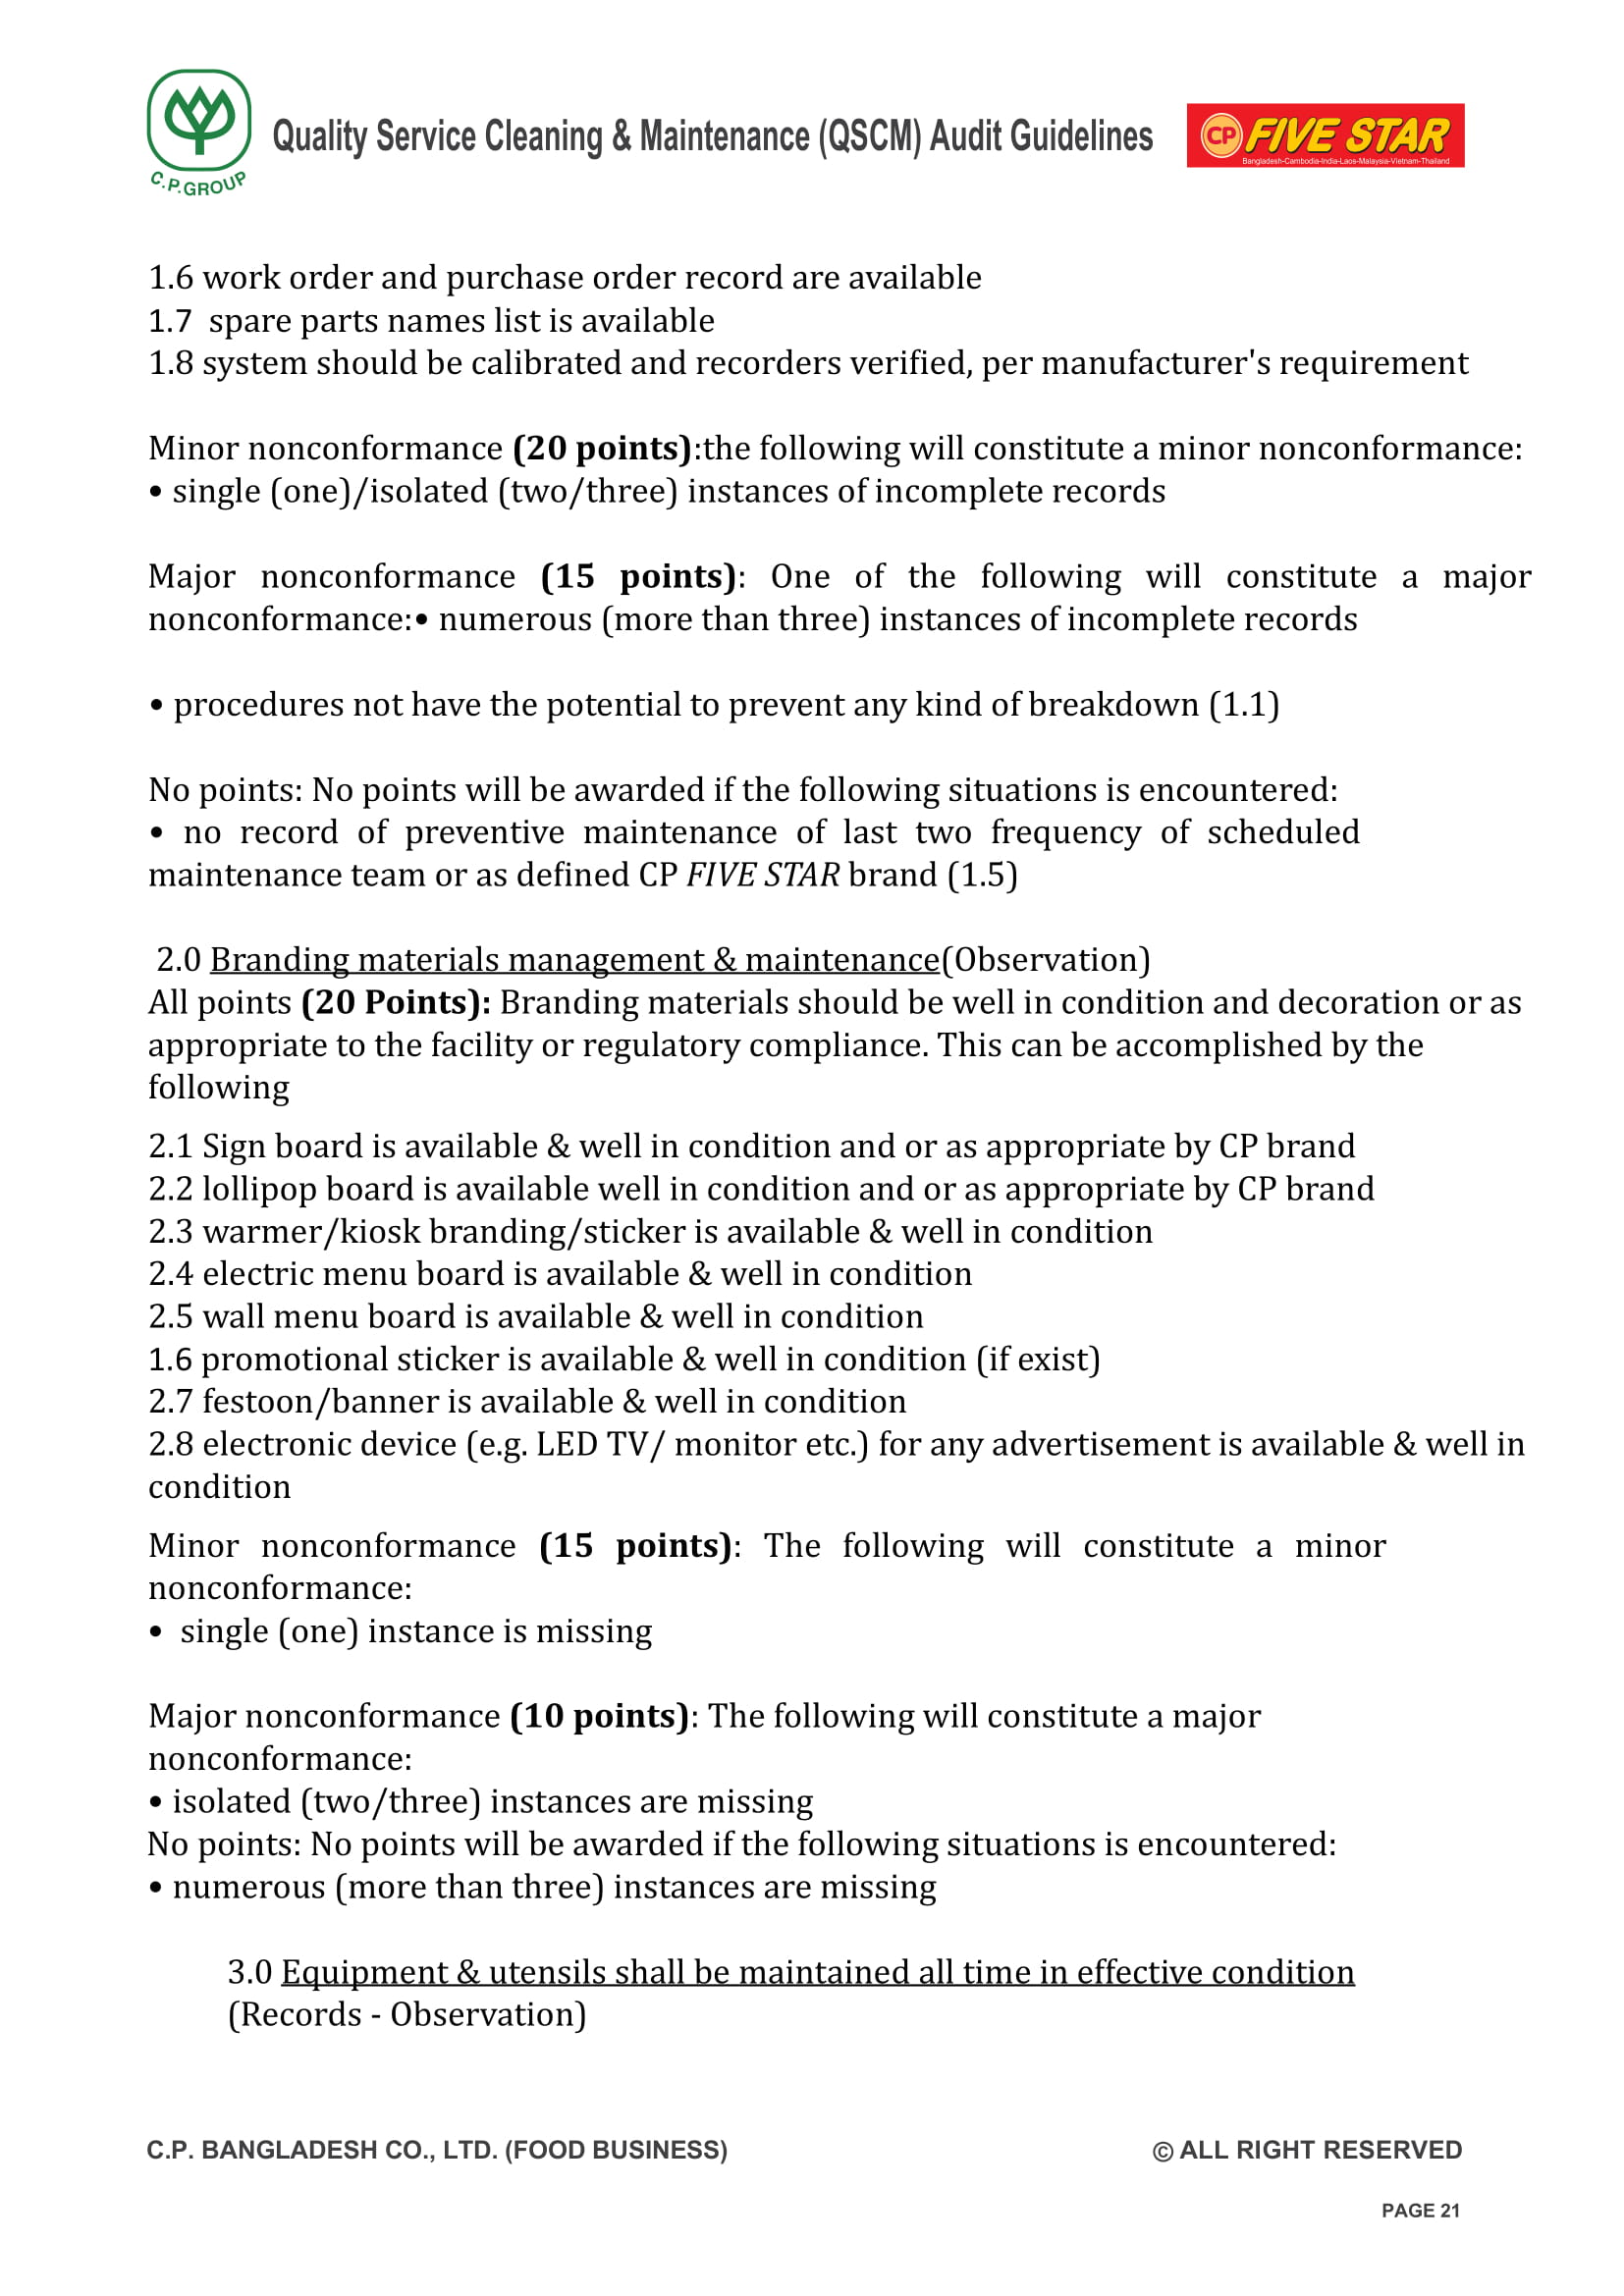 C.P.GROUP
Quality Service Cleaning & Maintenance (QSCM) Audit Guidelines
CP FIVE STAR
Bangladesh-Cambodia-India-Laos-Malaysia-Vietnam-Thailand
1.6 work order and purchase order record are available
1.7  spare parts names list is available
1.8 system should be calibrated and recorders verified, per manufacturer's requirement
Minor nonconformance (20 points):the following will constitute a minor nonconformance:
• single (one)/isolated (two/three) instances of incomplete records
Major nonconformance (15 points): One of the following will constitute a major
nonconformance:• numerous (more than three) instances of incomplete records
• procedures not have the potential to prevent any kind of breakdown (1.1)
No points: No points will be awarded if the following situations is encountered:
• no record of preventive maintenance of last two frequency of scheduled
maintenance team or as defined CP FIVE STAR brand (1.5)
2.0 Branding materials management & maintenance(Observation)
All points (20 Points): Branding materials should be well in condition and decoration or as
appropriate to the facility or regulatory compliance. This can be accomplished by the
following
2.1 Sign board is available & well in condition and or as appropriate by CP brand
2.2 lollipop board is available well in condition and or as appropriate by CP brand
2.3 warmer/kiosk branding/sticker is available & well in condition
2.4 electric menu board is available & well in condition
2.5 wall menu board is available & well in condition
1.6 promotional sticker is available & well in condition (if exist)
2.7 festoon/banner is available & well in condition
2.8 electronic device (e.g. LED TV/ monitor etc.) for any advertisement is available & well in
condition
Minor nonconformance (15 points): The following will constitute a minor
nonconformance:
• single (one) instance is missing
Major nonconformance (10 points): The following will constitute a major
nonconformance:
• isolated (two/three) instances are missing
No points: No points will be awarded if the following situations is encountered:
• numerous (more than three) instances are missing
3.0 Equipment & utensils shall be maintained all time in effective condition
(Records - Observation)
C.P. BANGLADESH CO., LTD. (FOOD BUSINESS)
© ALL RIGHT RESERVED
PAGE 21